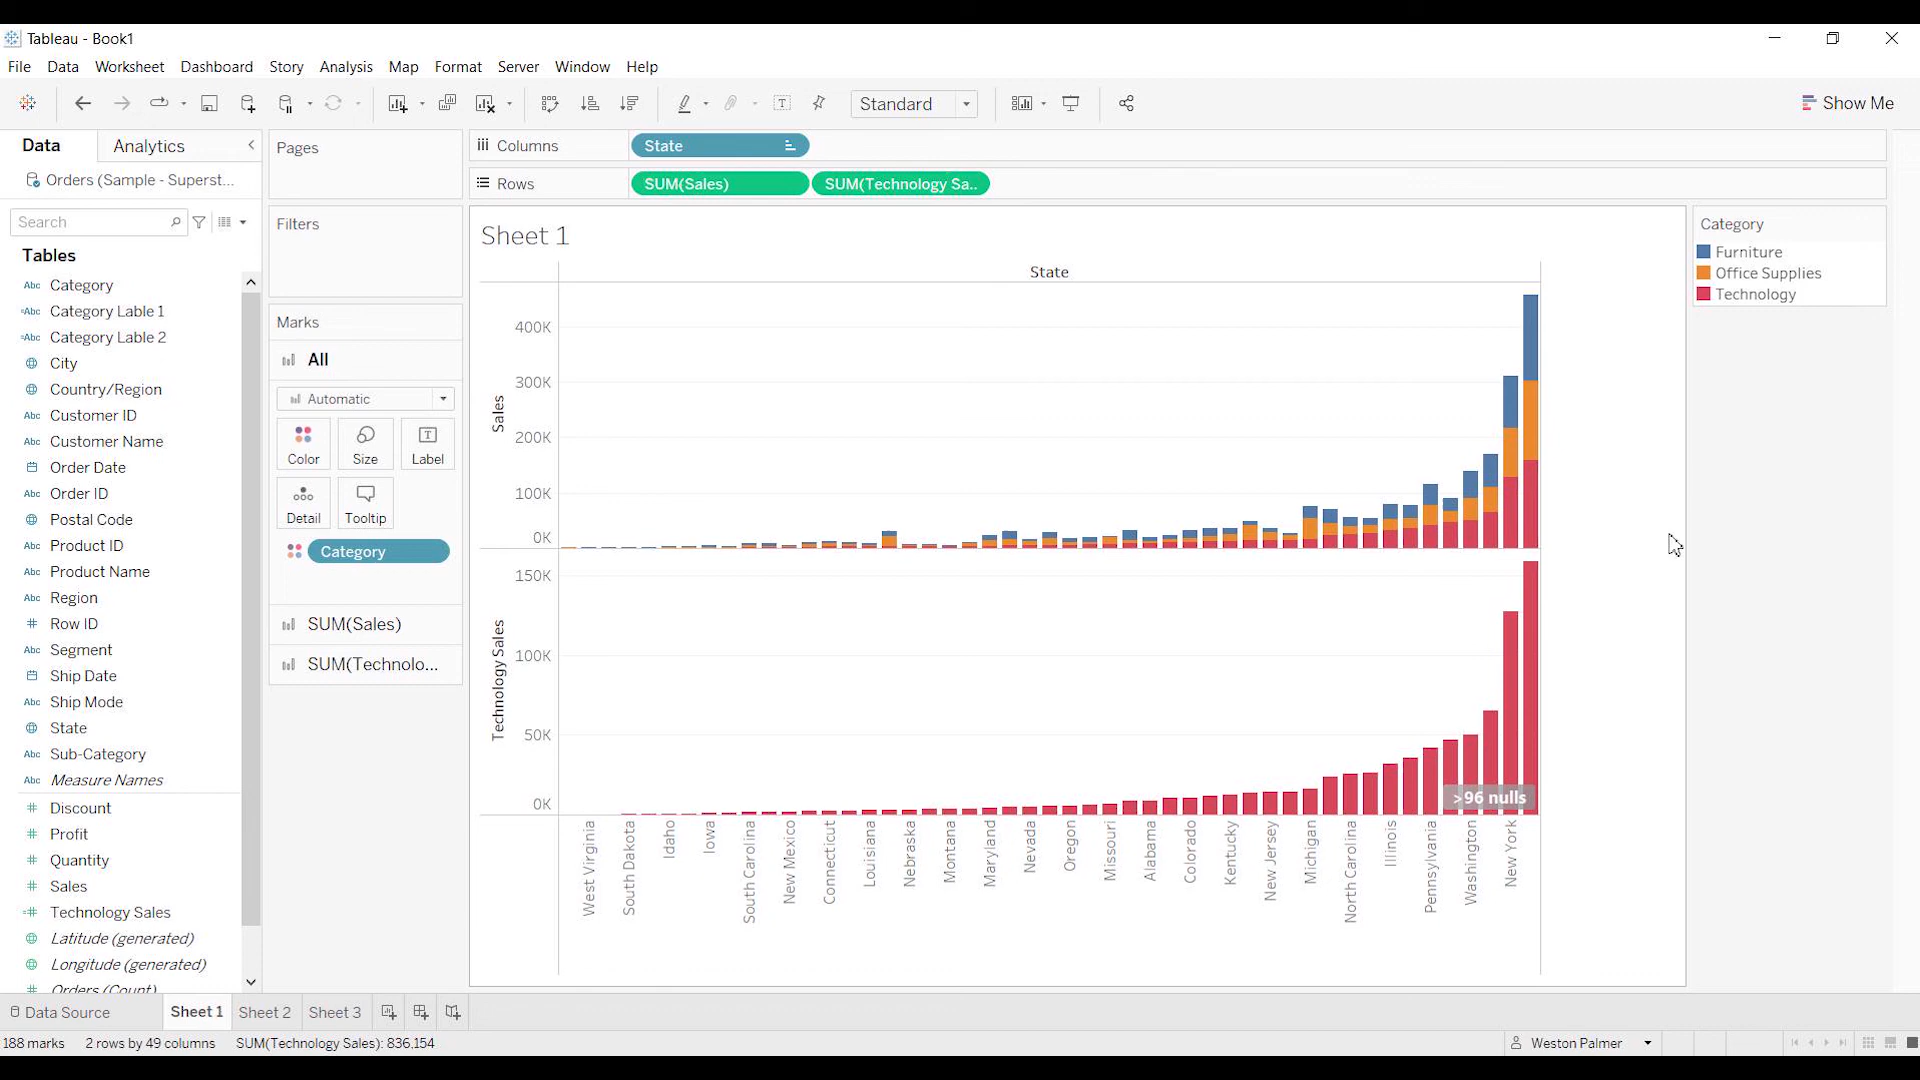 Tableau - Book1
File Data Worksheet Dashboard Story Analysis Map Format Server Window Help
Standard
Show Me
Data Analytics
Pages
Columns
State
Orders (Sample - Superst...
Rows
SUM(Sales)
SUM(Technology Sa..
Search
Filters
Tables
Category
Category Lable 1
Category Lable 2
City
Country/Region
Customer ID
Customer Name
Order Date
Order ID
Postal Code
Product ID
Product Name
Region
Row ID
Segment
Ship Date
Ship Mode
State
Sub-Category
Measure Names
Discount
Profit
Quantity
Sales
Technology Sales
Latitude (generated)
Longitude (generated)
Orders (Count)
Marks
All
Automatic
Color Size Label
Detail Tooltip
Category
SUM(Sales)
SUM(Technolo...
Sheet 1
State
Sales
400K
300K
200K
100K
0K
Technology Sales
150K
100K
50K
0K
>96 nulls
West Virginia
South Dakota
Idaho
Iowa
South Carolina
New Mexico
Connecticut
Louisiana
Nebraska
Montana
Maryland
Nevada
Oregon
Missouri
Alabama
Colorado
Kentucky
New Jersey
Michigan
North Carolina
Illinois
Pennsylvania
Washington
New York
Category
Furniture
Office Supplies
Technology
Data Source Sheet 1 Sheet 2 Sheet 3
188 marks 2 rows by 49 columns SUM(Technology Sales): 836,154
Weston Palmer